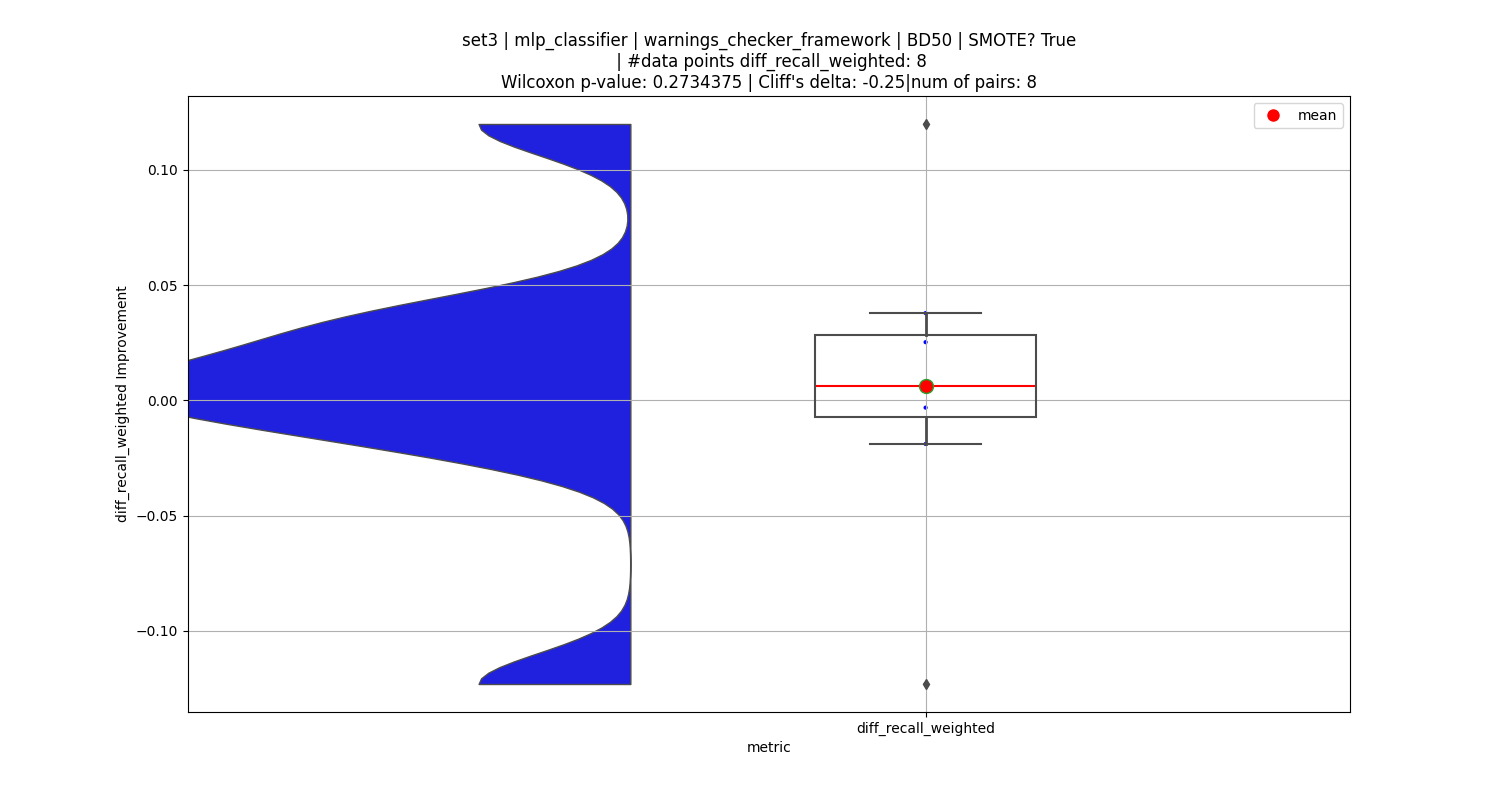 set3 | mlp_classifier | warnings_checker_framework | BD50 | SMOTE? True
| #data points diff_recall_weighted: 8
Wilcoxon p-value: 0.2734375 | Cliff's delta: -0.25|num of pairs: 8
mean
0.10
0.05
0.00
−0.05
−0.10
diff_recall_weighted Improvement
diff_recall_weighted
metric